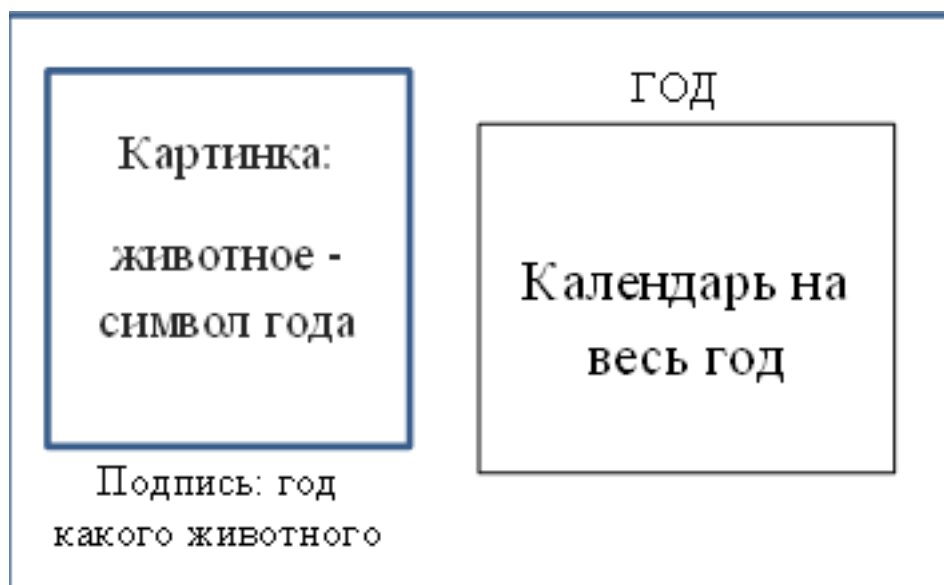 Картинка:
животное -
символ года
Подпись: год
какого животного
ГОД
Календарь на
весь год